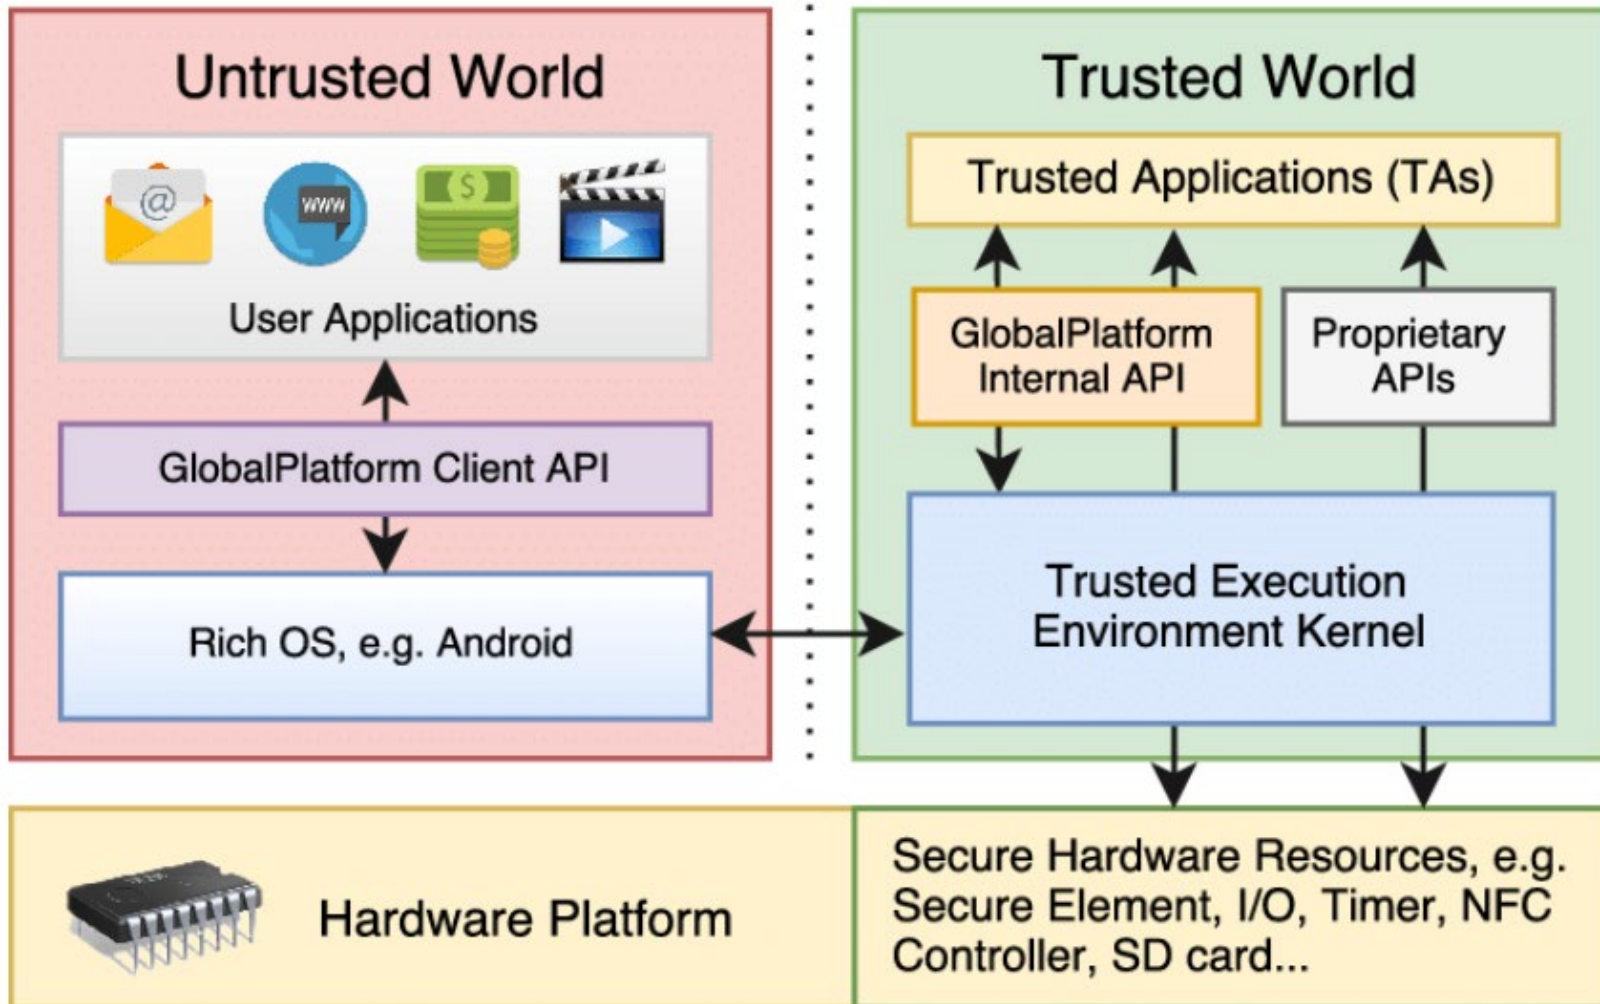 Untrusted World
@
www
$
User Applications
GlobalPlatform Client API
Rich OS, e.g. Android
Trusted World
Trusted Applications (TAs)
GlobalPlatform
Internal API
Proprietary
APIs
Trusted Execution
Environment Kernel
Hardware Platform
Secure Hardware Resources, e.g.
Secure Element, I/O, Timer, NFC
Controller, SD card...